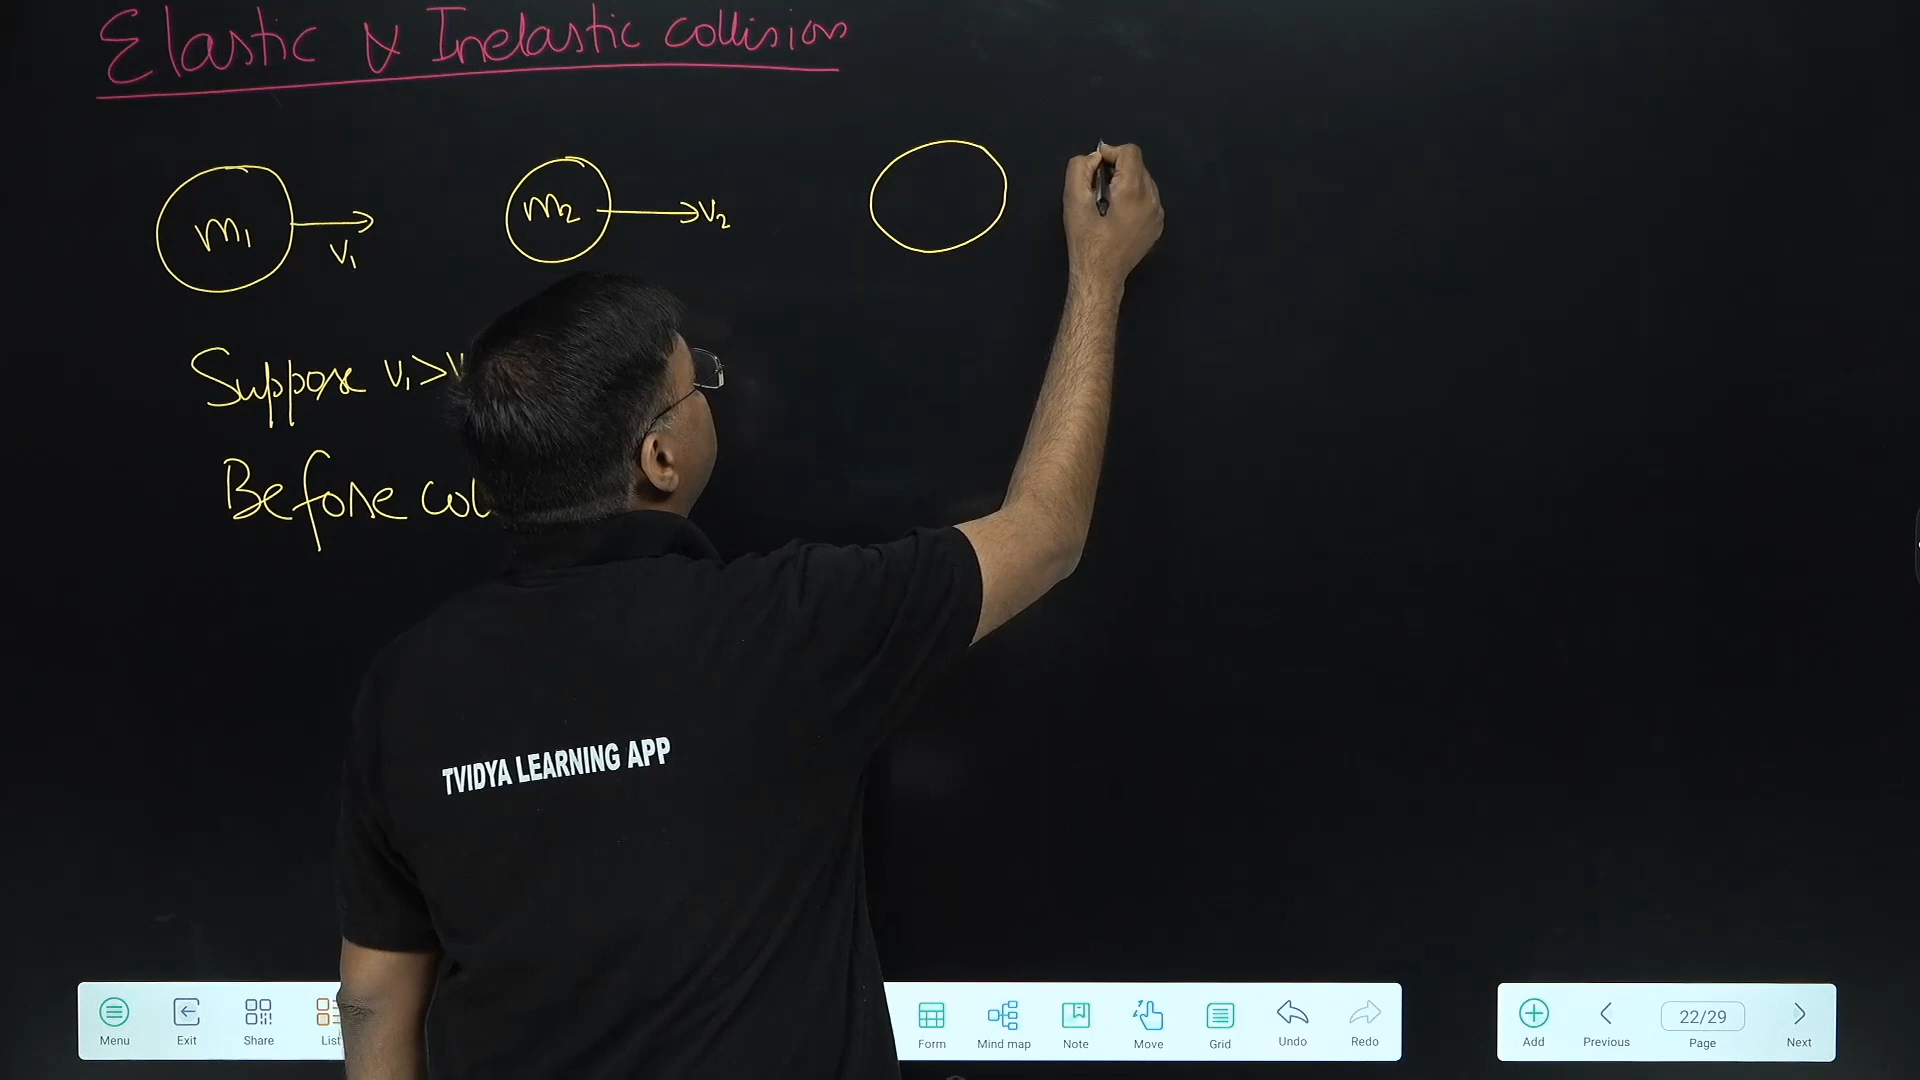 Elastic & Inelastic collision
m1 v1 m2 v2
Suppose v1>v
Before col
TVIDYA LEARNING APP
Menu Exit Share List Form Mind map Note Move Grid Undo Redo Add Previous 22/29 Page Next